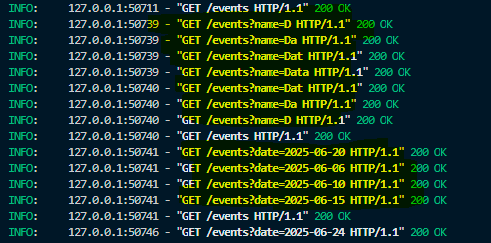 INFO: 127.0.0.1:50711 - "GET /events HTTP/1.1" 200 OK
INFO: 127.0.0.1:50739 - "GET /events?name=D HTTP/1.1" 200 OK
INFO: 127.0.0.1:50739 - "GET /events?name=Da HTTP/1.1" 200 OK
INFO: 127.0.0.1:50739 - "GET /events?name=Dat HTTP/1.1" 200 OK
INFO: 127.0.0.1:50739 - "GET /events?name=Data HTTP/1.1" 200 OK
INFO: 127.0.0.1:50740 - "GET /events?name=Dat HTTP/1.1" 200 OK
INFO: 127.0.0.1:50740 - "GET /events?name=Da HTTP/1.1" 200 OK
INFO: 127.0.0.1:50740 - "GET /events?name=D HTTP/1.1" 200 OK
INFO: 127.0.0.1:50740 - "GET /events HTTP/1.1" 200 OK
INFO: 127.0.0.1:50741 - "GET /events?date=2025-06-20 HTTP/1.1" 200 OK
INFO: 127.0.0.1:50741 - "GET /events?date=2025-06-06 HTTP/1.1" 200 OK
INFO: 127.0.0.1:50741 - "GET /events?date=2025-06-10 HTTP/1.1" 200 OK
INFO: 127.0.0.1:50741 - "GET /events?date=2025-06-15 HTTP/1.1" 200 OK
INFO: 127.0.0.1:50741 - "GET /events HTTP/1.1" 200 OK
INFO: 127.0.0.1:50746 - "GET /events?date=2025-06-24 HTTP/1.1" 200 OK